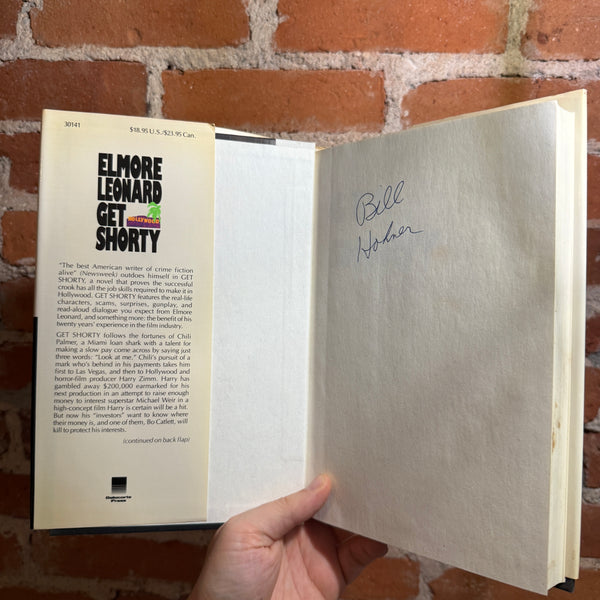 30141
$18.95 U.S./$23.95 Can.
ELMORE
LEONARD
GET
HOLLYWOOD
SHORTY
"The best American writer of crime fiction
alive" (Newsweek) outdoes himself in GET
SHORTY, a novel that proves the successful
crook has all the job skills required to make it in
Hollywood. GET SHORTY features the real-life
characters, scams, surprises, gunplay, and
read-aloud dialogue you expect from Elmore
Leonard, and something more: the benefit of his
twenty years' experience in the film industry.
GET SHORTY follows the fortunes of Chili
Palmer, a Miami loan shark with a talent for
making a slow pay come across by saying just
three words: "Look at me." Chili's pursuit of a
mark who's behind in his payments takes him
first to Las Vegas, and then to Hollywood and
horror-film producer Harry Zimm. Harry has
gambled away $200,000 earmarked for his
next production in an attempt to raise enough
money to interest superstar Michael Weir in a
high-concept film Harry is certain will be a hit.
But now his "investors" want to know where
their money is, and one of them, Bo Catlett, will
kill to protect his interests.
(continued on back flap)
Delacorte
Press
Bill
Hohner